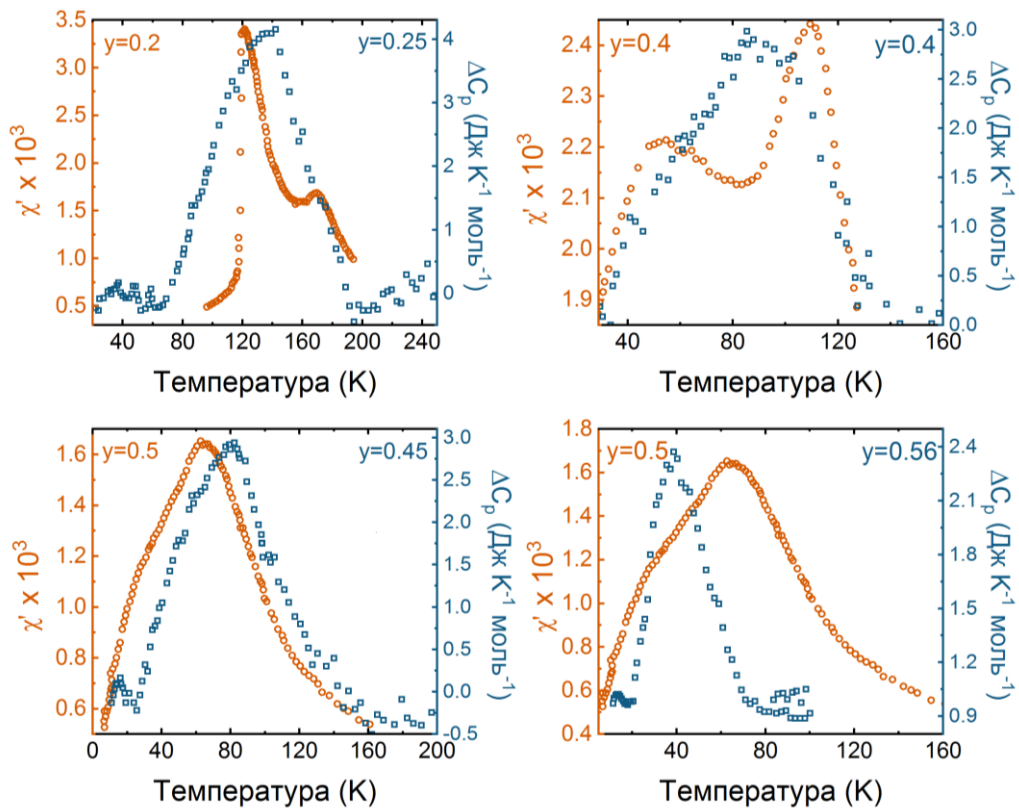 y=0.2
y=0.25
3.5
3.0
2.5
2.0
1.5
1.0
0.5
χ' x 10³
4
3
2
1
0
ΔCp (Дж K⁻¹ моль⁻¹)
40 80 120 160 200 240
Температура (K)
y=0.4
y=0.4
2.4
2.3
2.2
2.1
2.0
1.9
χ' x 10³
3.0
2.5
2.0
1.5
1.0
0.5
0.0
ΔCp (Дж K⁻¹ моль⁻¹)
40 80 120 160
Температура (K)
y=0.5
y=0.45
1.6
1.4
1.2
1.0
0.8
0.6
χ' x 10³
3.0
2.5
2.0
1.5
1.0
0.5
0.0
-0.5
ΔCp (Дж K⁻¹ моль⁻¹)
0 40 80 120 160 200
Температура (K)
y=0.5
y=0.56
1.8
1.6
1.4
1.2
1.0
0.8
0.6
0.4
χ' x 10³
2.4
2.1
1.8
1.5
1.2
0.9
ΔCp (Дж K⁻¹ моль⁻¹)
40 80 120 160
Температура (K)